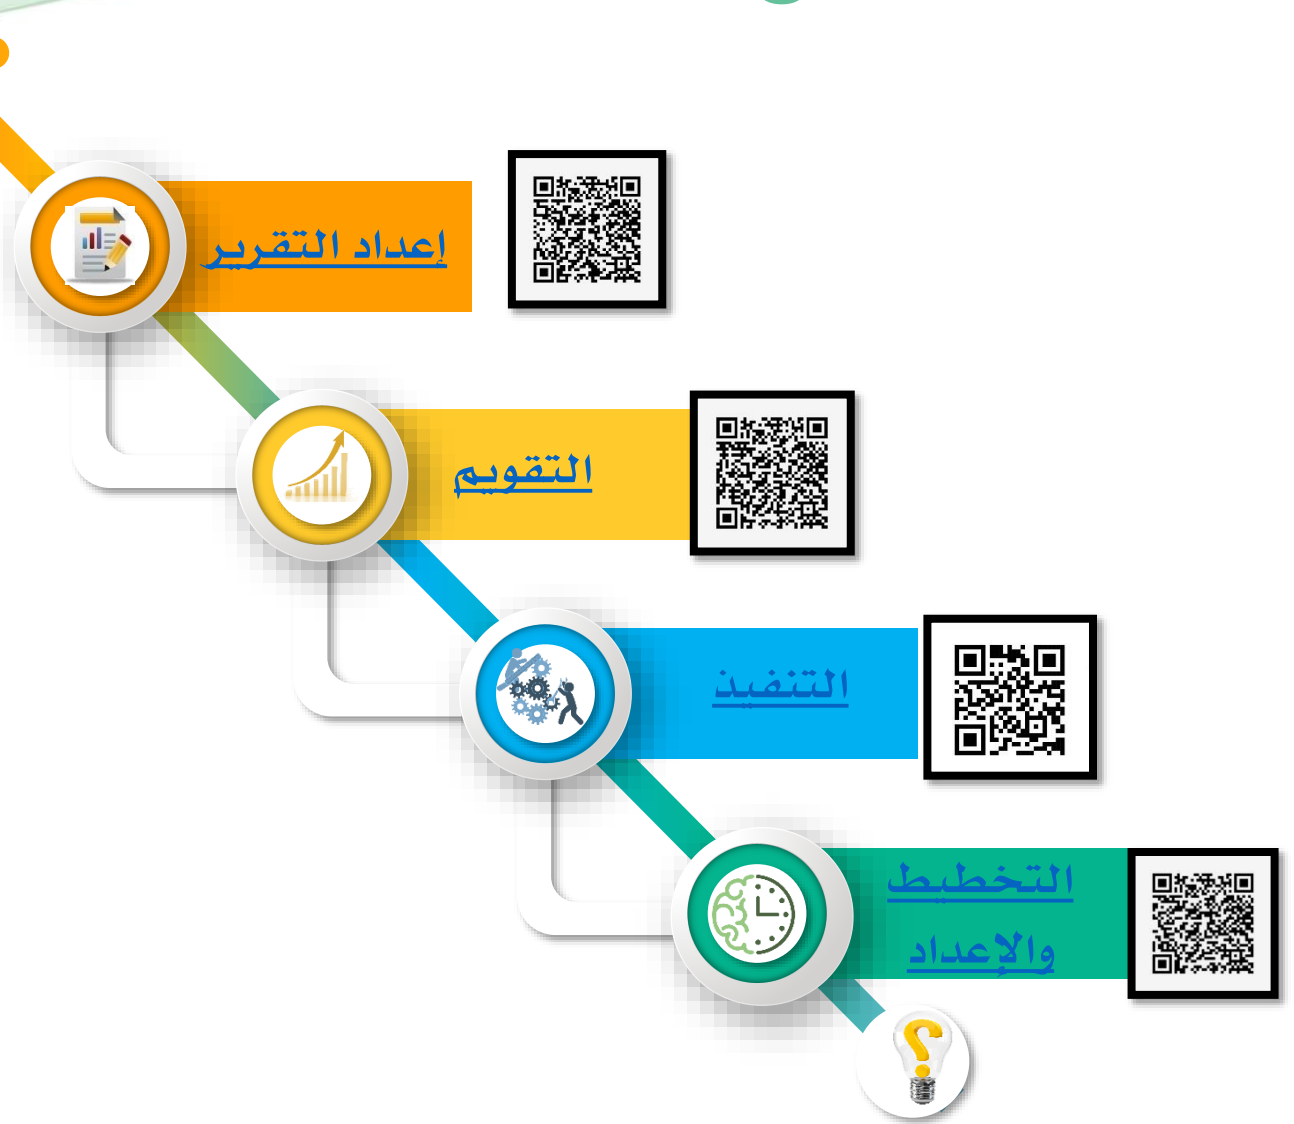 إعداد التقرير
التقويم
التنفيذ
التخطيط
والإعداد